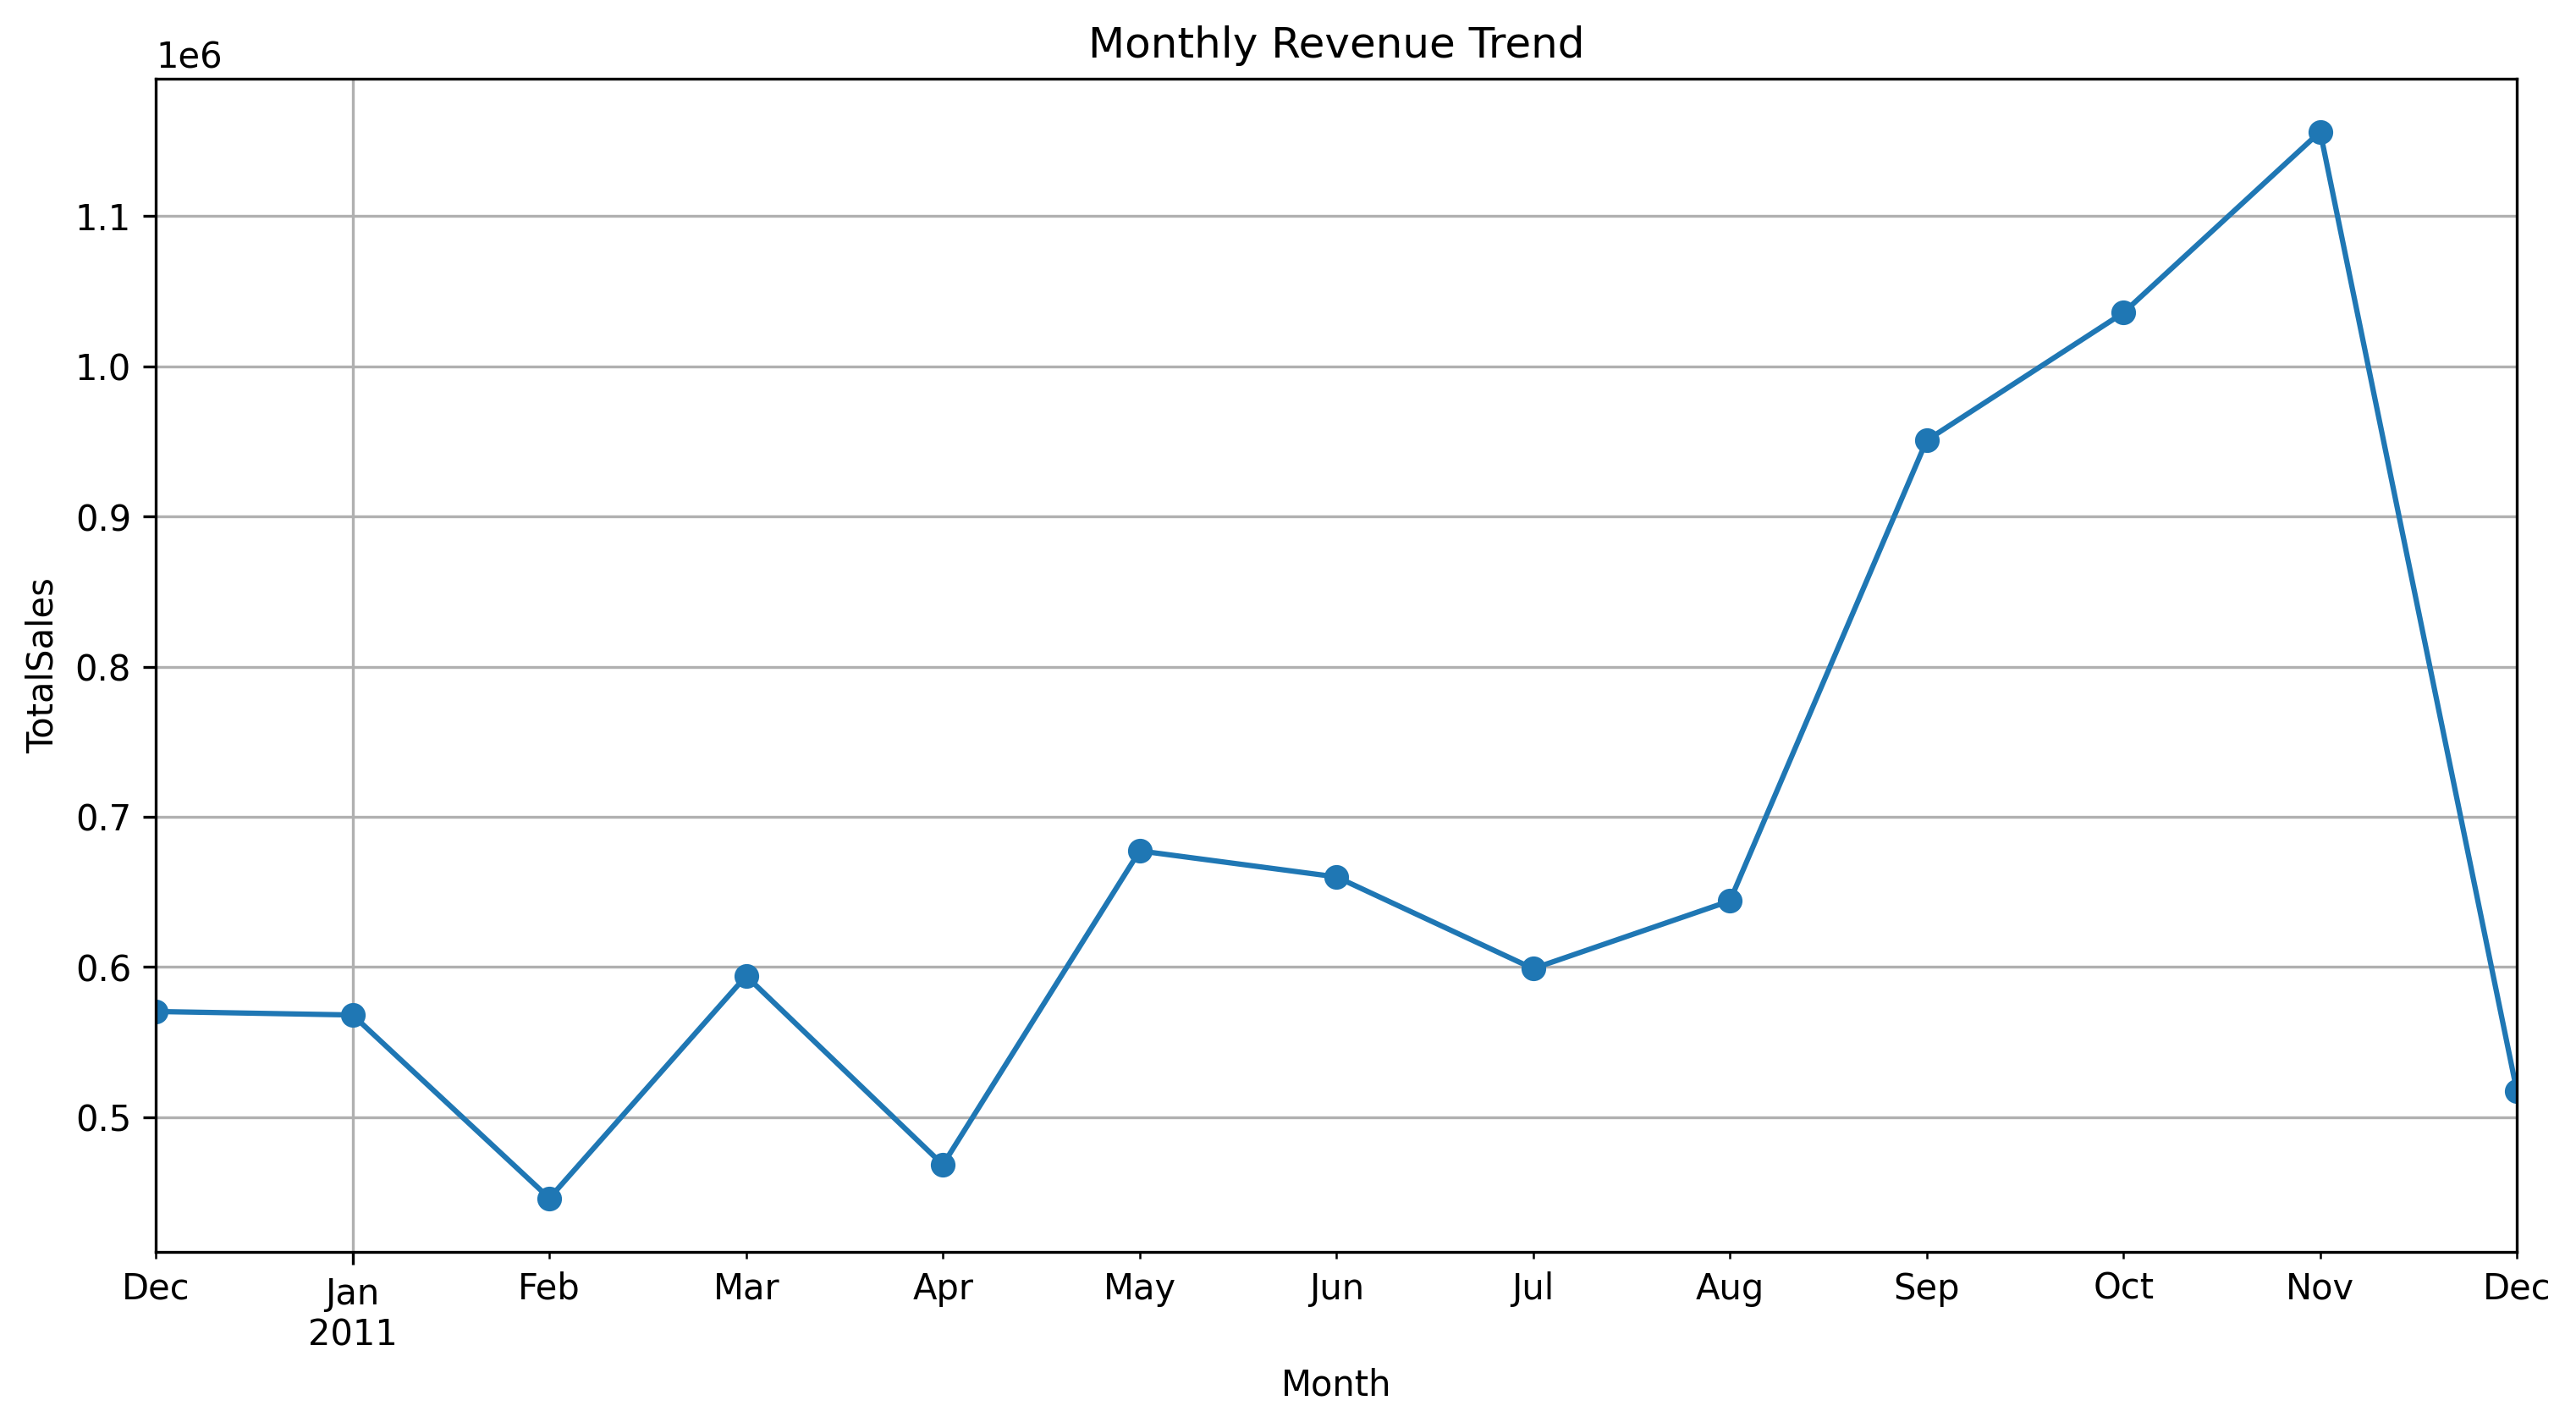 Monthly Revenue Trend
1e6
1.1
1.0
0.9
0.8
0.7
0.6
0.5
TotalSales
Dec Jan Feb Mar Apr May Jun Jul Aug Sep Oct Nov Dec
2011
Month